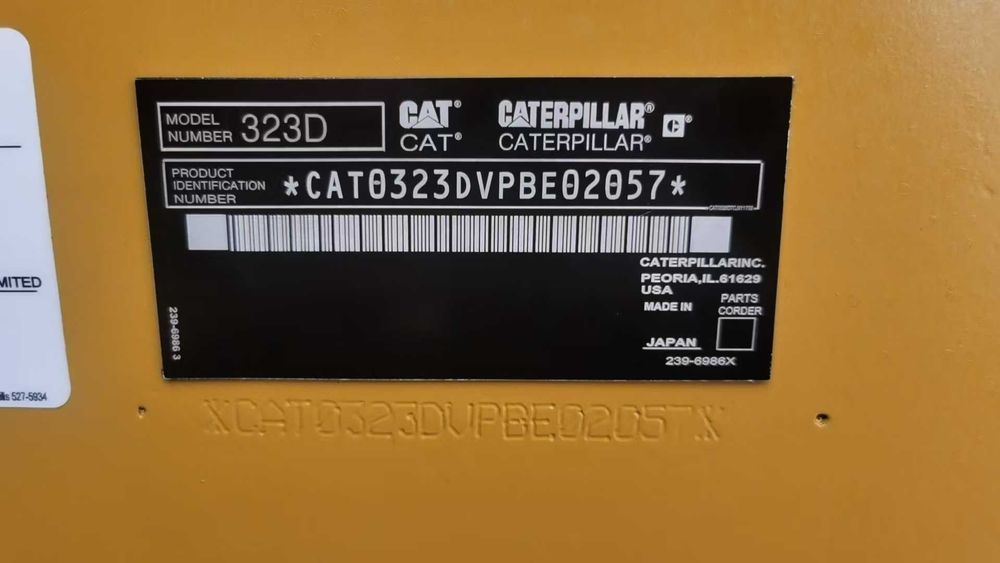 MODEL NUMBER 323D
CAT® CATERPILLAR® C®
CAT® CATERPILLAR®
PRODUCT IDENTIFICATION NUMBER *CAT0323DVPBE02057*
CATERPILLARINC.
PEORIA,IL.61629
USA
MADE IN
PARTS
CORDER
JAPAN
239-6986X
239-6986 3
XCAT0323DVPBE02057X
MITED
527-5934